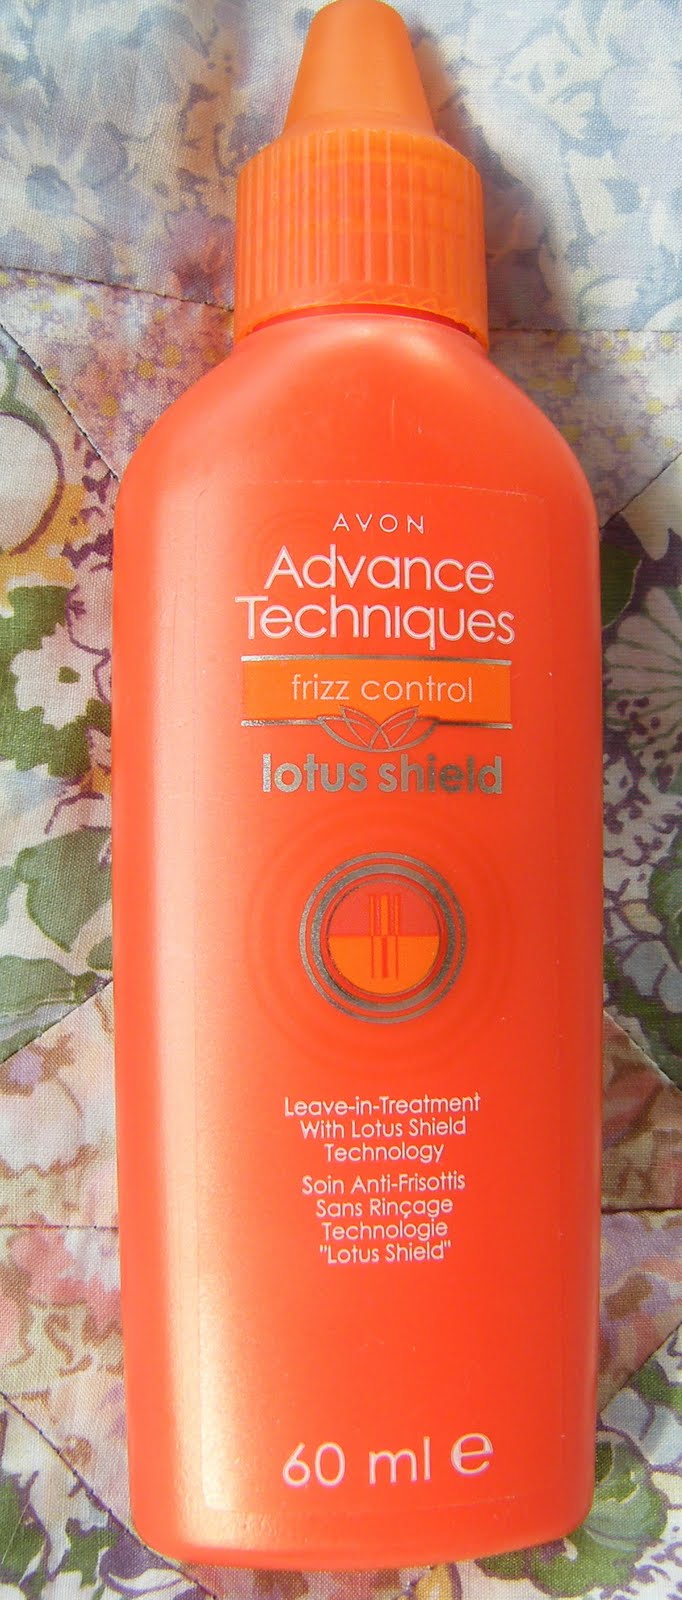 AVON
Advance
Techniques
frizz control
lotus shield
Leave-in-Treatment
With Lotus Shield
Technology
Soin Anti-Frisottis
Sans Rinçage
Technologie
"Lotus Shield"
60 ml ℮